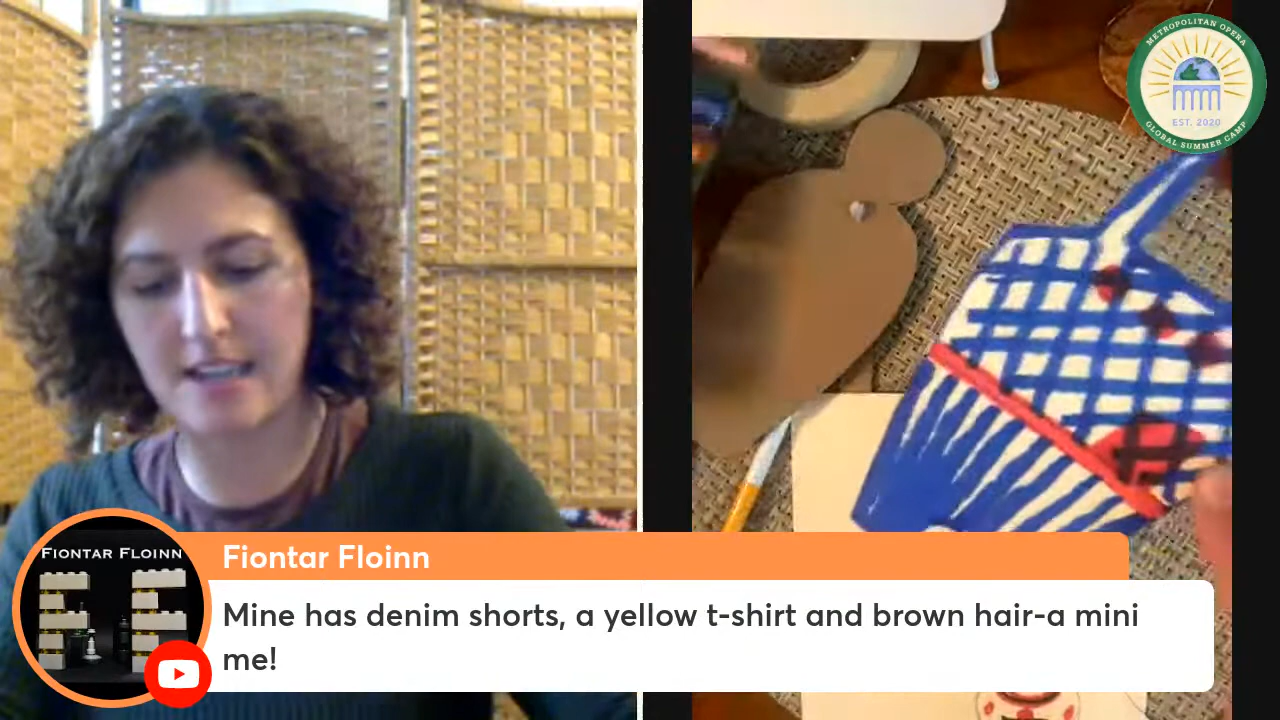 METROPOLITAN OPERA
EST. 2020
GLOBAL SUMMER CAMP
FIONTAR FLOINN
Fiontar Floinn
Mine has denim shorts, a yellow t-shirt and brown hair-a mini
me!